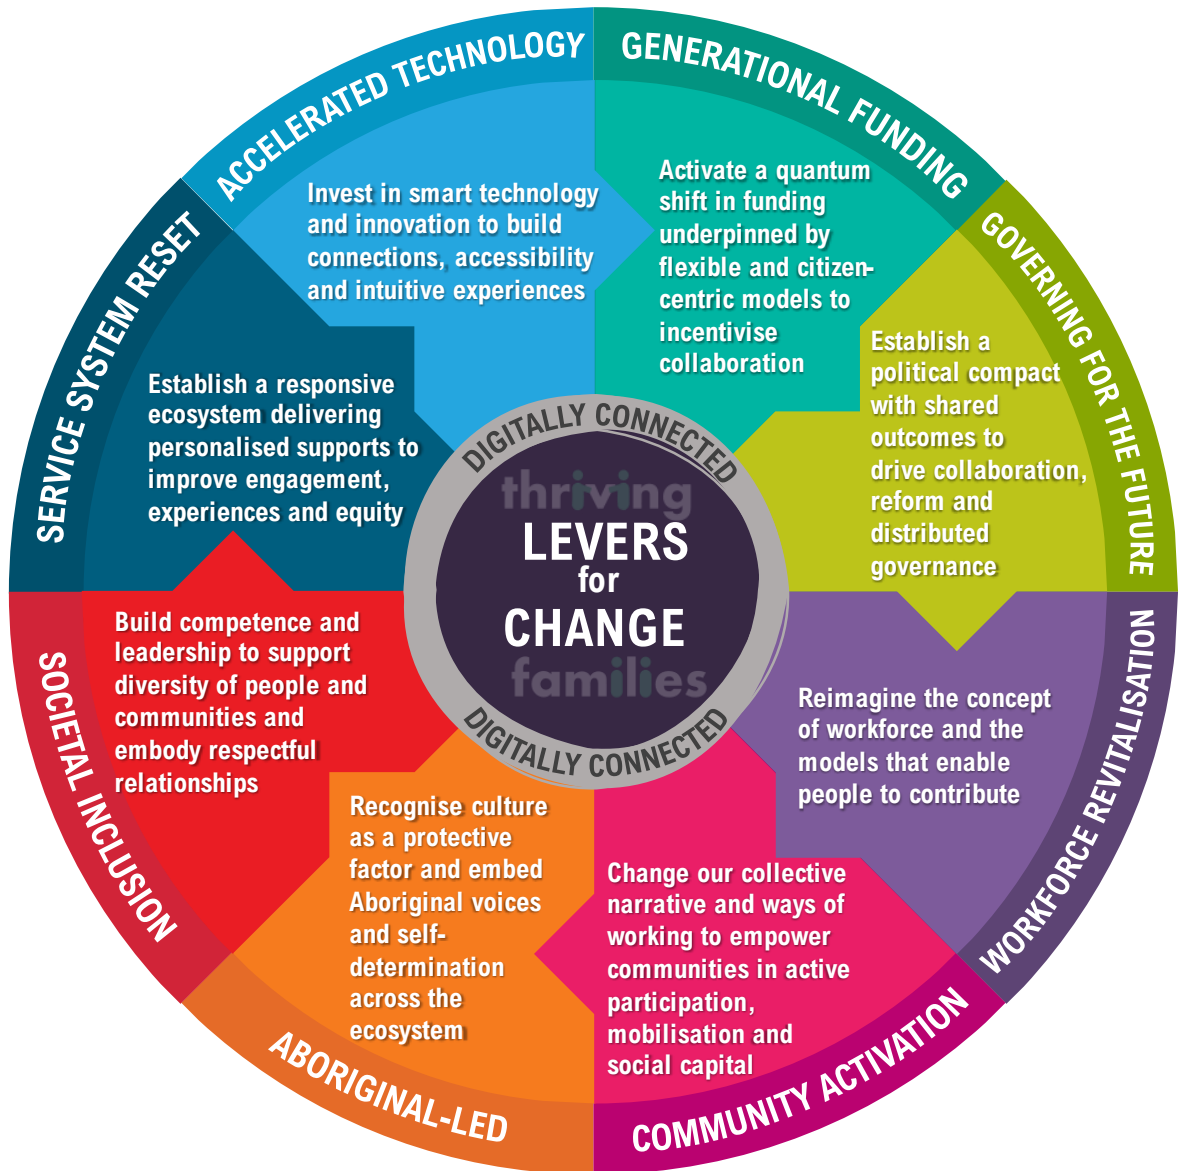 ACCELERATED TECHNOLOGY
Invest in smart technology
and innovation to build
connections, accessibility
and intuitive experiences
GENERATIONAL FUNDING
Activate a quantum
shift in funding
underpinned by
flexible and citizen-
centric models to
incentivise
collaboration
GOVERNING FOR THE FUTURE
Establish a
political compact
with shared
outcomes to
drive collaboration,
reform and
distributed
governance
WORKFORCE REVITALISATION
Reimagine the concept
of workforce and the
models that enable
people to contribute
COMMUNITY ACTIVATION
Change our collective
narrative and ways of
working to empower
communities in active
participation,
mobilisation and
social capital
ABORIGINAL-LED
Recognise culture
as a protective
factor and embed
Aboriginal voices
and self-
determination
across the
ecosystem
SOCIETAL INCLUSION
Build competence and
leadership to support
diversity of people and
communities and
embody respectful
relationships
SERVICE SYSTEM RESET
Establish a responsive
ecosystem delivering
personalised supports to
improve engagement,
experiences and equity
DIGITALLY CONNECTED
thriving
LEVERS
for
CHANGE
families
DIGITALLY CONNECTED